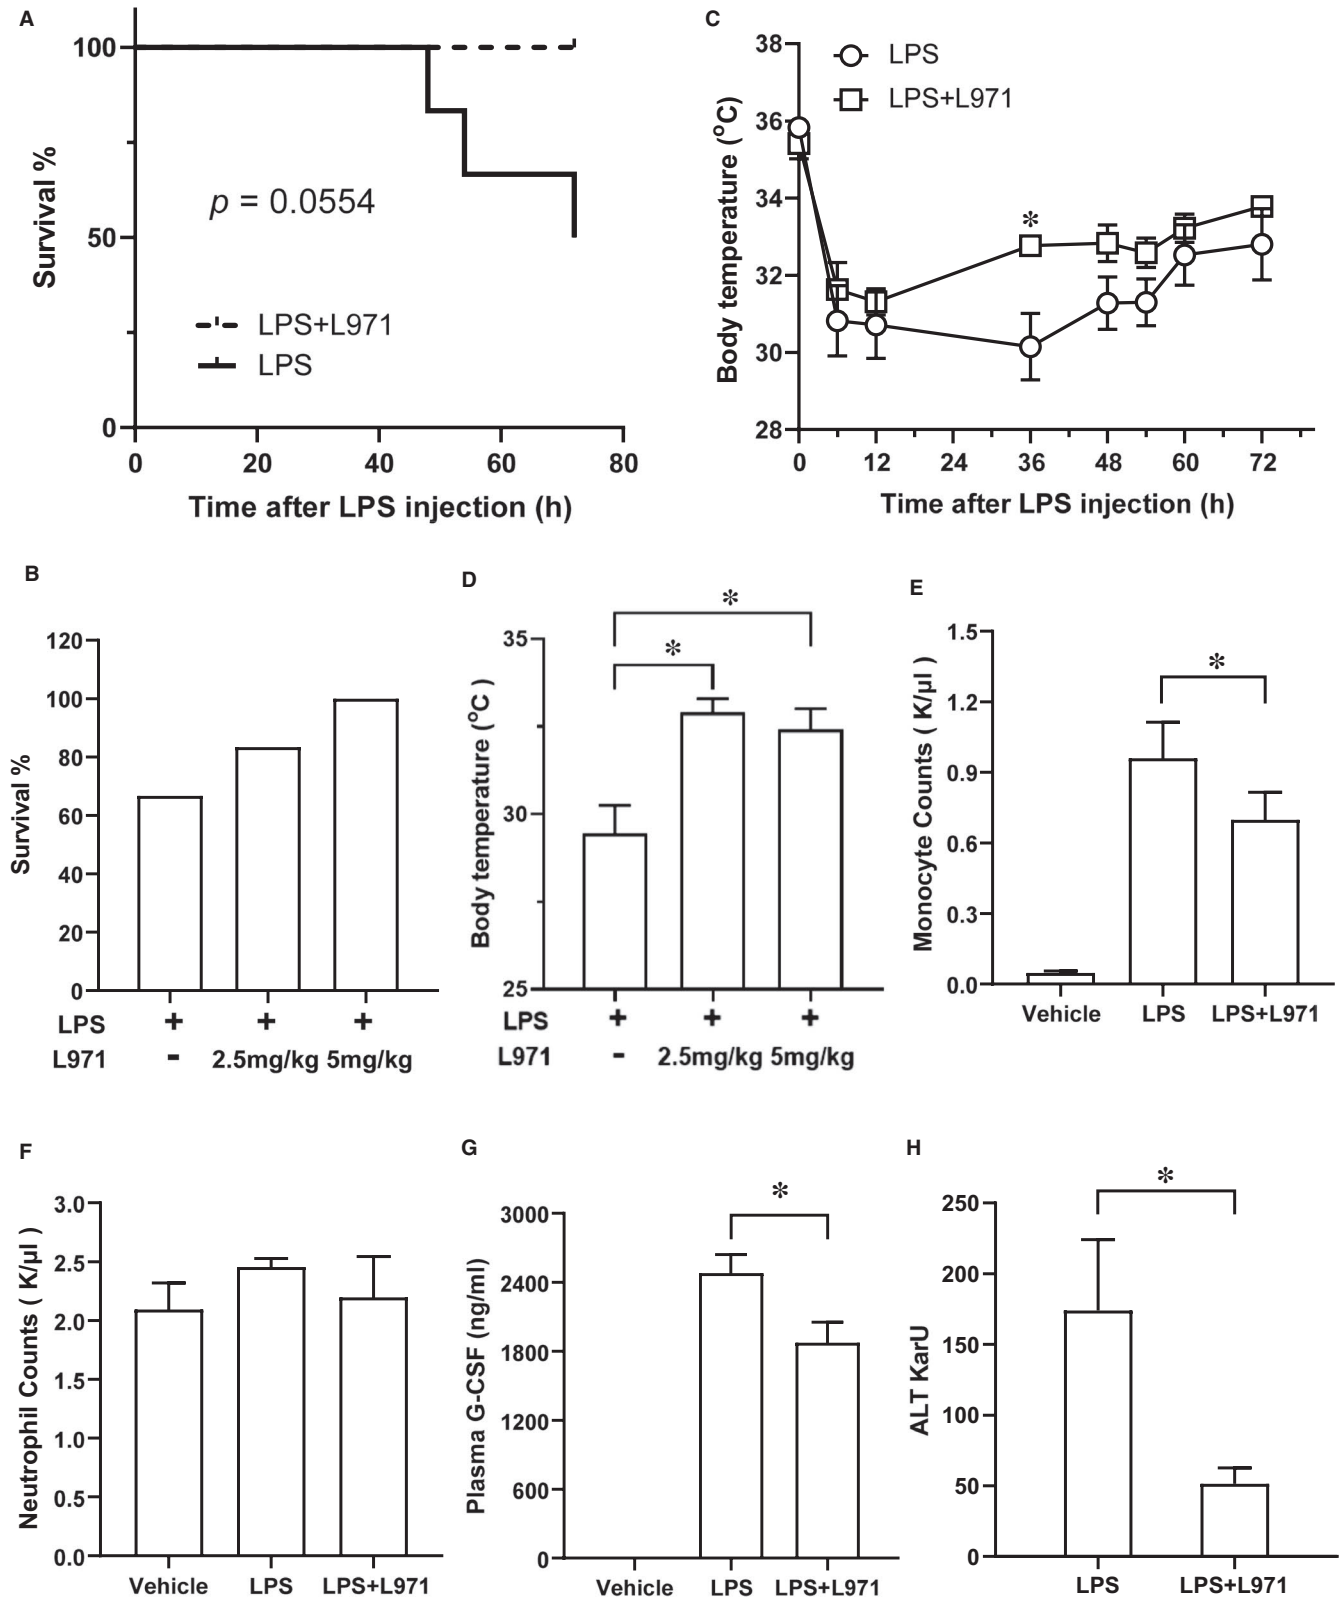 A
100
50
0
Survival %
p = 0.0554
LPS+L971
LPS
0 20 40 60 80
Time after LPS injection (h)
C
38
36
34
32
30
28
Body temperature (°C)
LPS
LPS+L971
*
0 12 24 36 48 60 72
Time after LPS injection (h)
B
120
100
80
60
40
20
0
Survival %
LPS + + +
L971 - 2.5mg/kg 5mg/kg
D
35
30
25
Body temperature (°C )
*
*
LPS + + +
L971 - 2.5mg/kg 5mg/kg
E
1.5
1.2
0.9
0.6
0.3
0.0
Monocyte Counts ( K/µl )
*
Vehicle LPS LPS+L971
F
3.0
2.5
2.0
1.5
1.0
0.5
0.0
Neutrophil Counts ( K/µl )
Vehicle LPS LPS+L971
G
3000
2400
1800
1200
600
0
Plasma G-CSF (ng/ml)
*
Vehicle LPS LPS+L971
H
250
200
150
100
50
0
ALT KarU
*
LPS LPS+L971